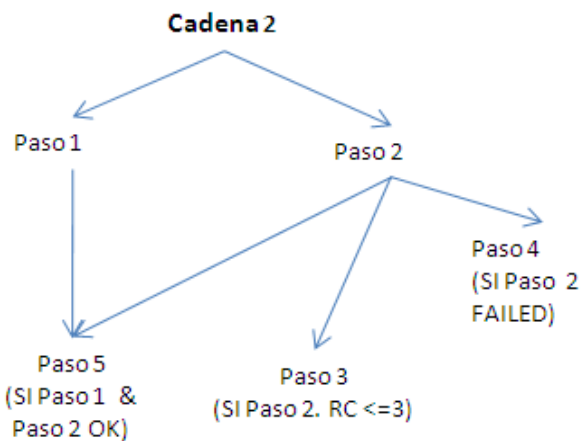 Cadena 2
Paso 1
Paso 2
Paso 4
(SI Paso 2
FAILED)
Paso 5
(SI Paso 1 &
Paso 2 OK)
Paso 3
(SI Paso 2. RC <=3)